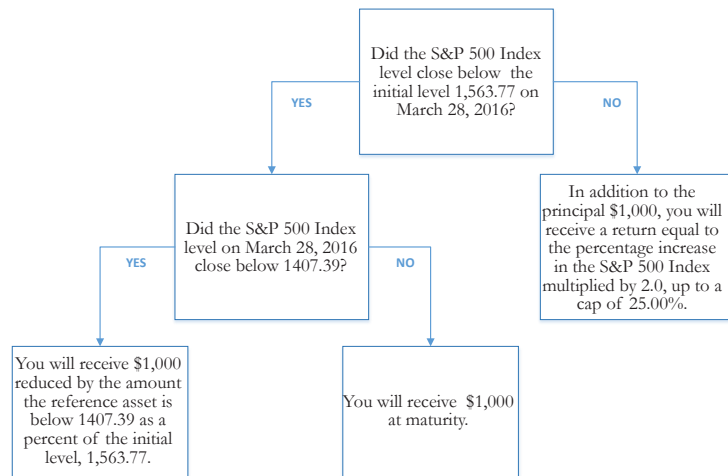 Did the S&P 500 Index
level close below the
initial level 1,563.77 on
March 28, 2016?
YES
NO
Did the S&P 500 Index
level on March 28, 2016
close below 1407.39?
In addition to the
principal $1,000, you will
receive a return equal to
the percentage increase
in the S&P 500 Index
multiplied by 2.0, up to a
cap of 25.00%.
YES
NO
You will receive $1,000
reduced by the amount
the reference asset is
below 1407.39 as a
percent of the initial
level, 1,563.77.
You will receive $1,000
at maturity.